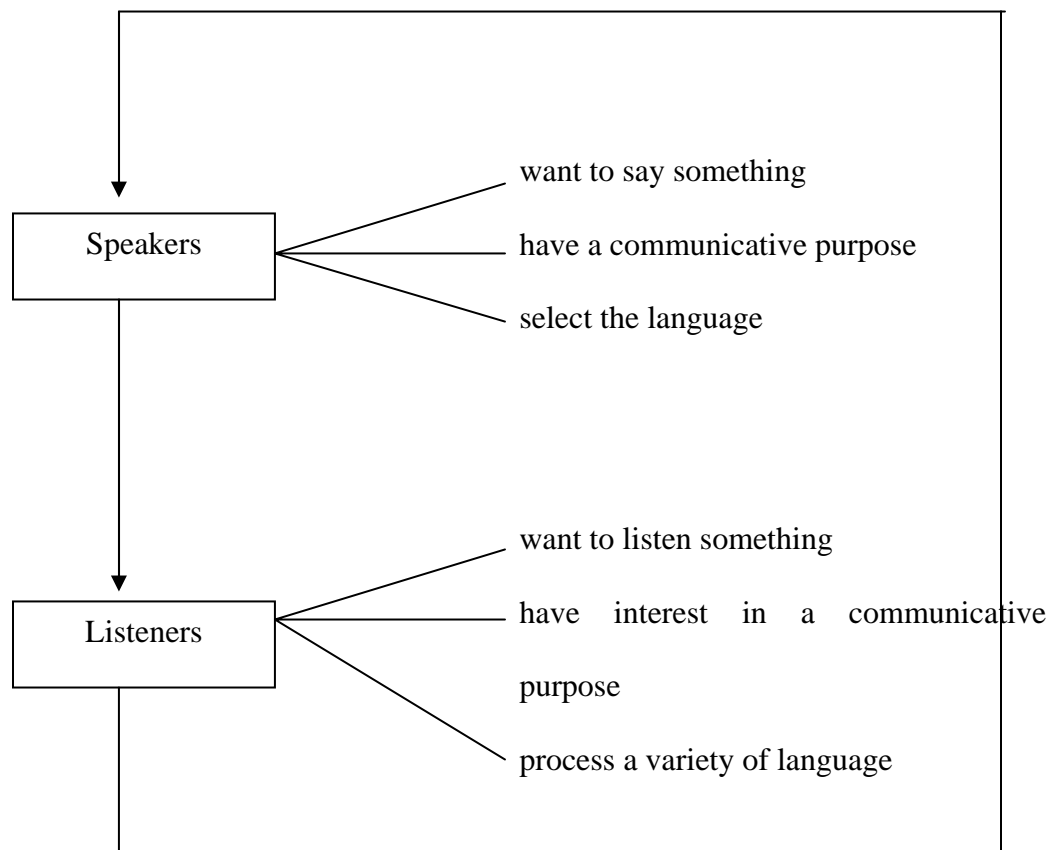 want to say something
Speakers
have a communicative purpose
select the language
want to listen something
have interest in a communicative
Listeners
purpose
process a variety of language